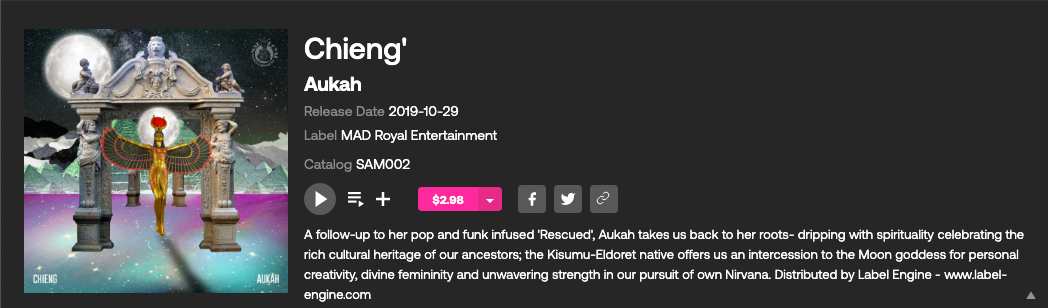 Chieng'
Aukah
Release Date 2019-10-29
Label MAD Royal Entertainment
Catalog SAM002
$2.98
A follow-up to her pop and funk infused 'Rescued', Aukah takes us back to her roots- dripping with spirituality celebrating the
rich cultural heritage of our ancestors; the Kisumu-Eldoret native offers us an intercession to the Moon goddess for personal
creativity, divine femininity and unwavering strength in our pursuit of own Nirvana. Distributed by Label Engine - www.label-
engine.com
CHIENG
AUKAH